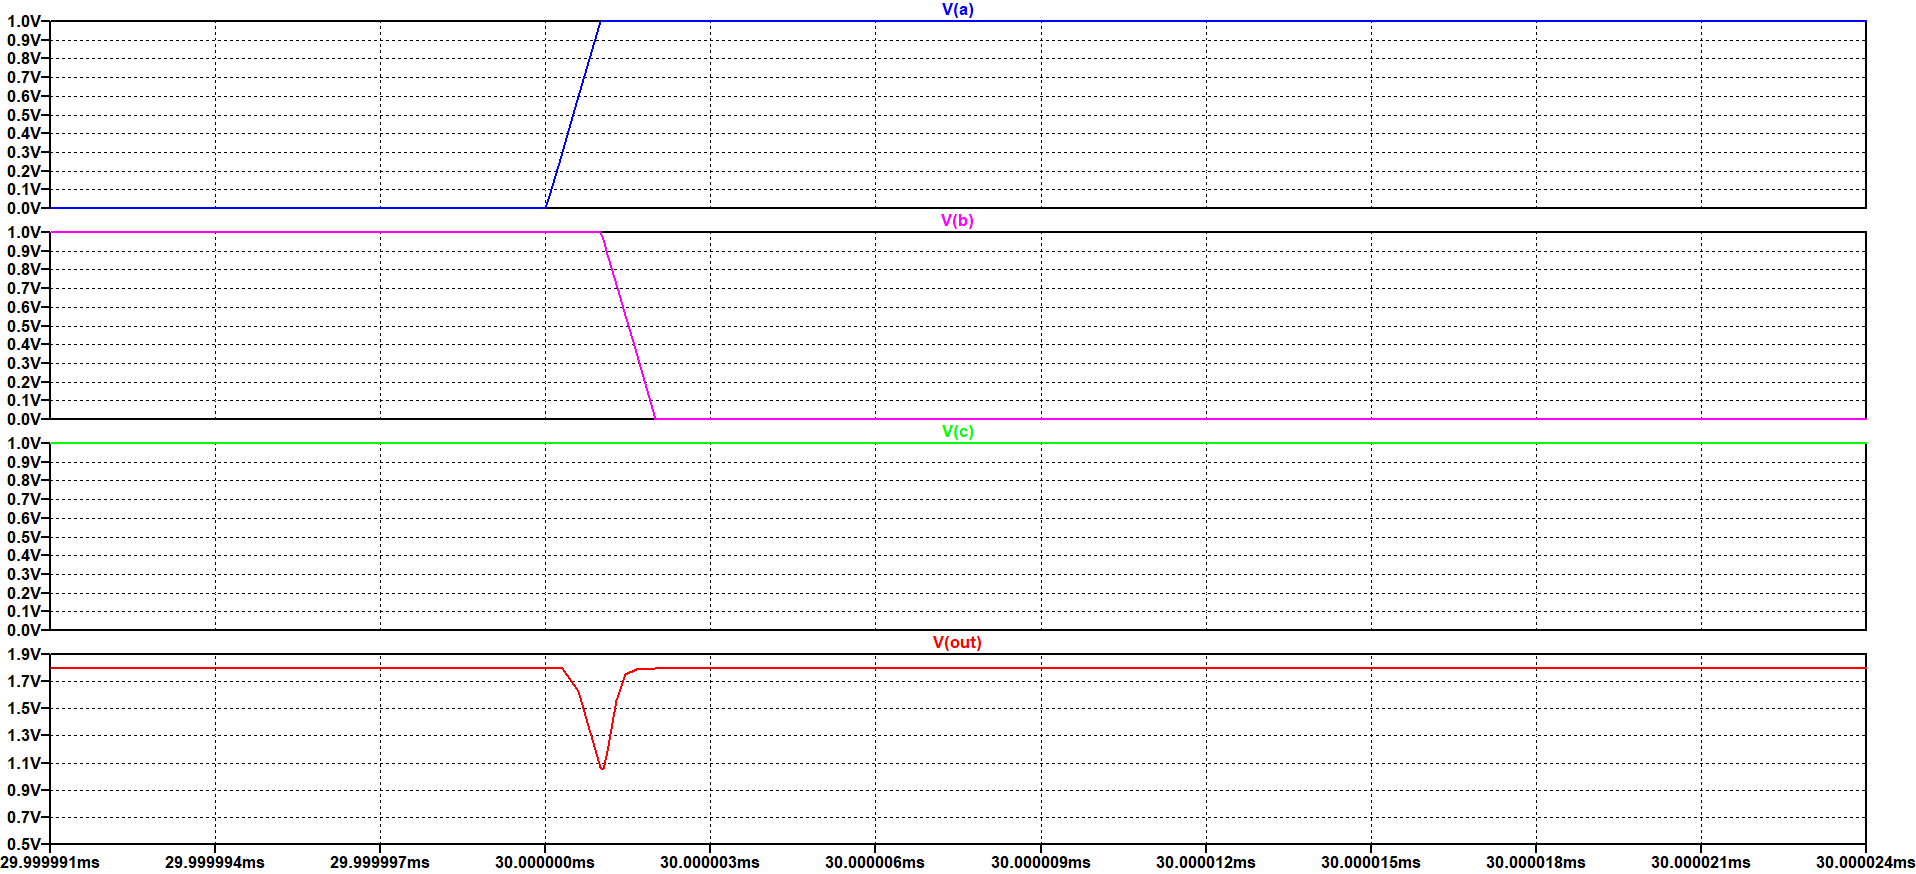 V(a)
1.0V
0.9V
0.8V
0.7V
0.6V
0.5V
0.4V
0.3V
0.2V
0.1V
0.0V
V(b)
1.0V
0.9V
0.8V
0.7V
0.6V
0.5V
0.4V
0.3V
0.2V
0.1V
0.0V
V(c)
1.0V
0.9V
0.8V
0.7V
0.6V
0.5V
0.4V
0.3V
0.2V
0.1V
0.0V
V(out)
1.9V
1.7V
1.5V
1.3V
1.1V
0.9V
0.7V
0.5V
29.999991ms 29.999994ms 29.999997ms 30.000000ms 30.000003ms 30.000006ms 30.000009ms 30.000012ms 30.000015ms 30.000018ms 30.000021ms 30.000024ms